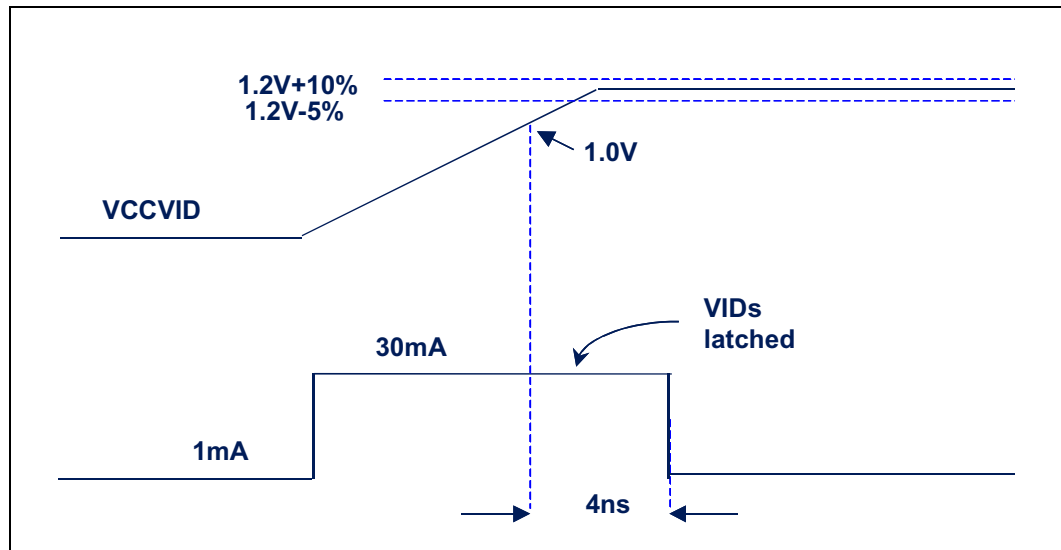 1.2V+10%
1.2V-5%
1.0V
VCCVID
VIDs
latched
30mA
1mA
4ns